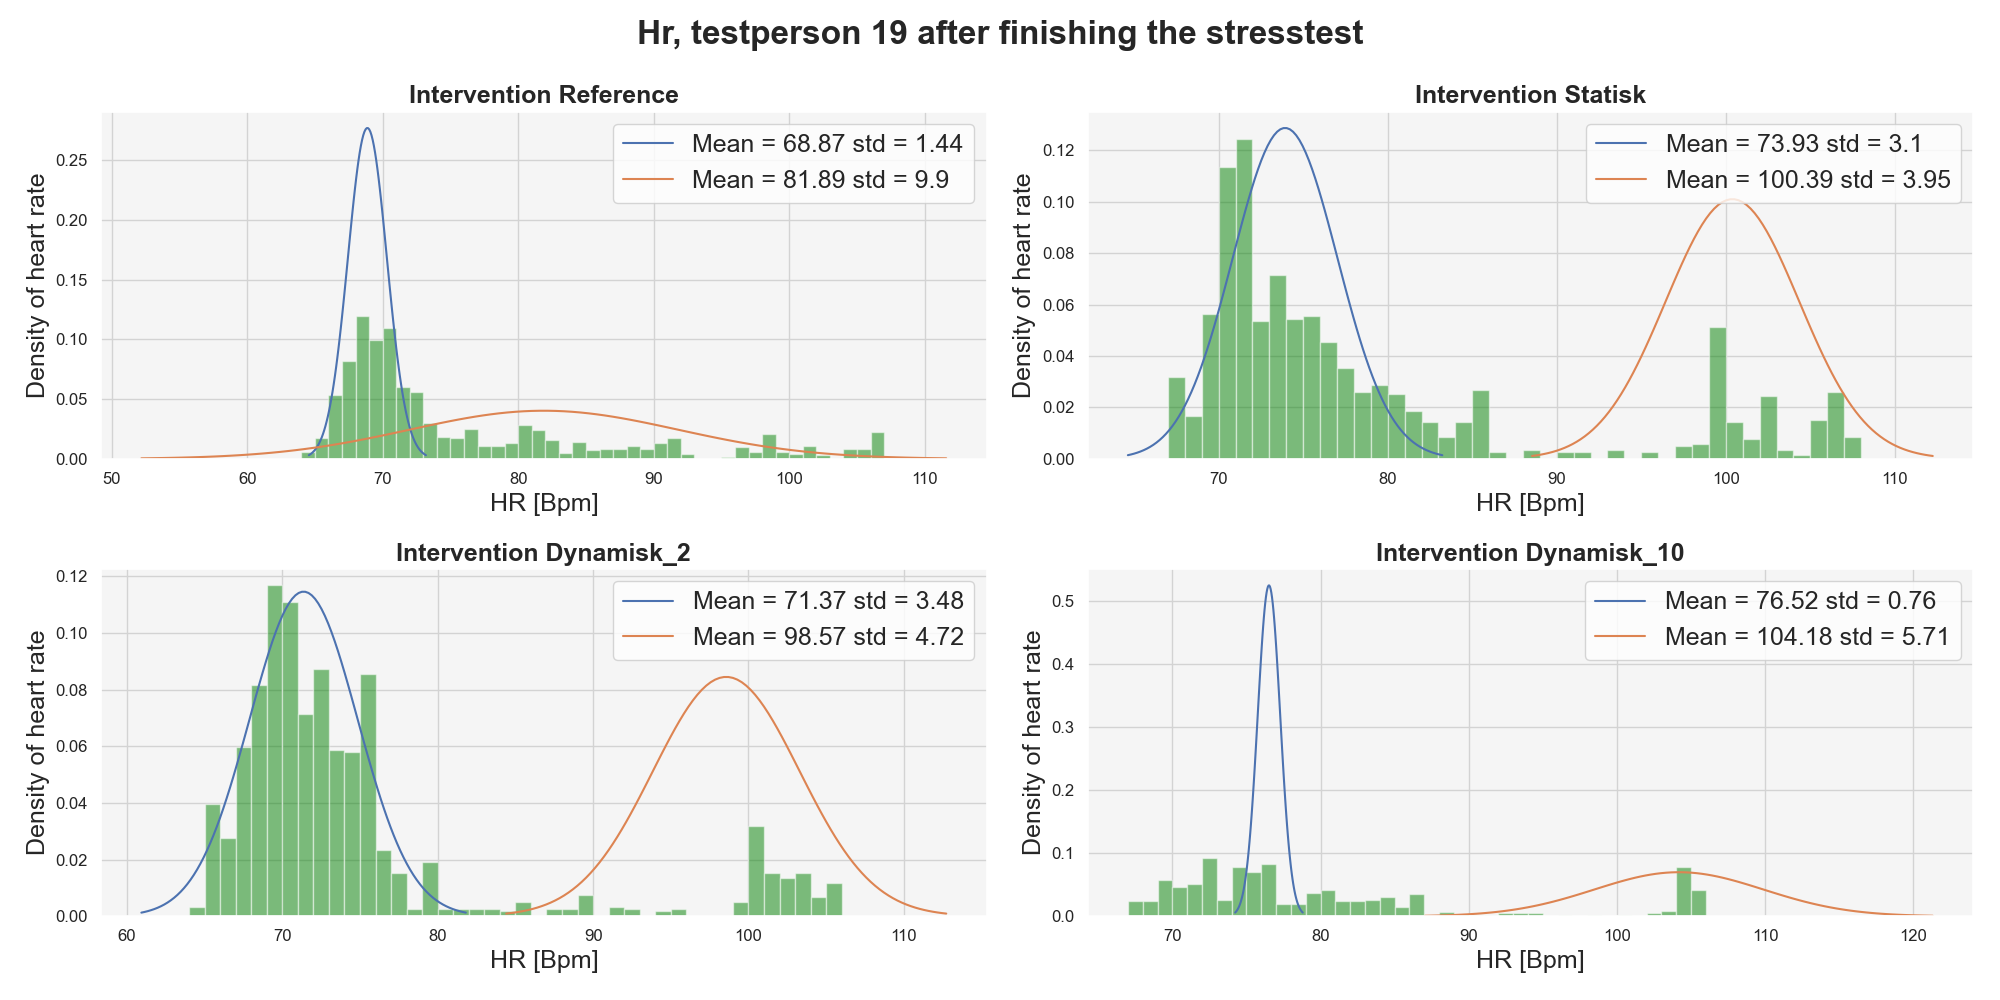 Hr, testperson 19 after finishing the stresstest
Intervention Reference
Mean = 68.87 std = 1.44
Mean = 81.89 std = 9.9
Density of heart rate
0.25
0.20
0.15
0.10
0.05
0.00
50 60 70 80 90 100 110
HR [Bpm]
Intervention Statisk
Mean = 73.93 std = 3.1
Mean = 100.39 std = 3.95
Density of heart rate
0.12
0.10
0.08
0.06
0.04
0.02
0.00
70 80 90 100 110
HR [Bpm]
Intervention Dynamisk_2
Mean = 71.37 std = 3.48
Mean = 98.57 std = 4.72
Density of heart rate
0.12
0.10
0.08
0.06
0.04
0.02
0.00
60 70 80 90 100 110
HR [Bpm]
Intervention Dynamisk_10
Mean = 76.52 std = 0.76
Mean = 104.18 std = 5.71
Density of heart rate
0.5
0.4
0.3
0.2
0.1
0.0
70 80 90 100 110 120
HR [Bpm]